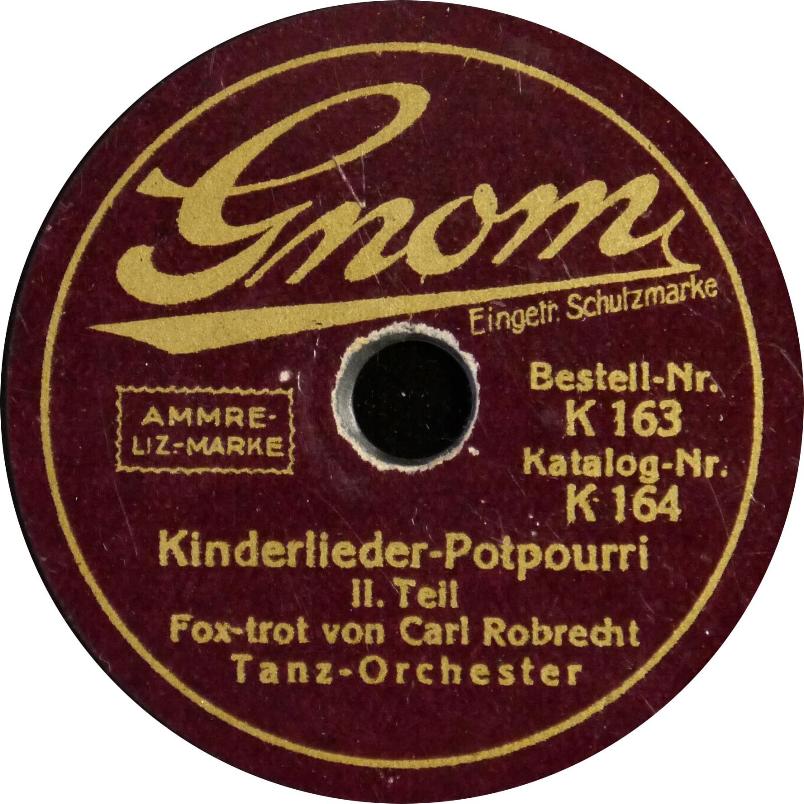 Gnom
Eingetr. Schutzmarke
AMMRE-
LIZ-MARKE
Bestell-Nr.
K 163
Katalog-Nr.
K 164
Kinderlieder-Potpourri
II. Teil
Fox-trot von Carl Robrecht
Tanz-Orchester